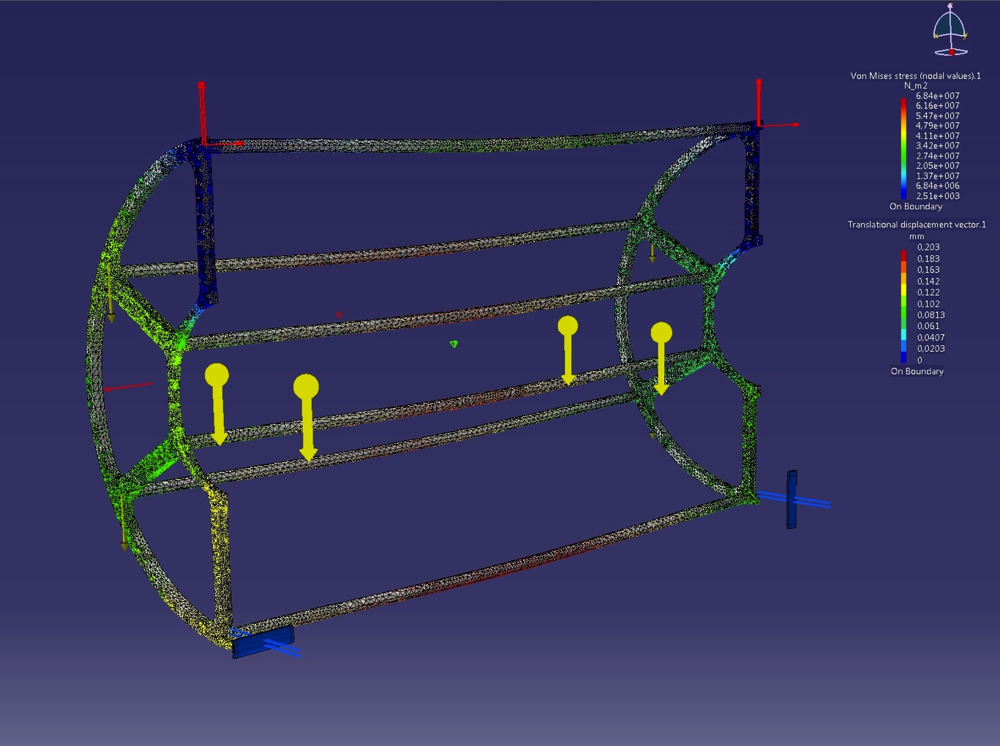 Von Mises stress (nodal values).1
N_m2
6.84e+007
6,16e+007
5.47e+007
4,79e+007
4.11e+007
3,42e+007
2.74e+007
2,05e+007
1.37e+007
6,84e+006
2,51e+003
On Boundary
Translational displacement vector.1
mm
0,203
0,183
0,163
0,142
0,122
0,102
0,0813
0,061
0,0407
0,0203
0
On Boundary